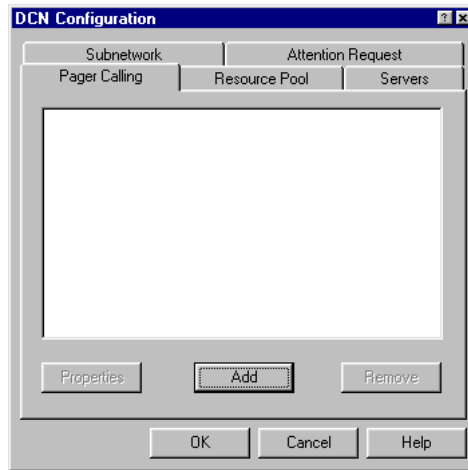 DCN Configuration
Subnetwork Attention Request
Pager Calling Resource Pool Servers
Properties Add Remove
OK Cancel Help